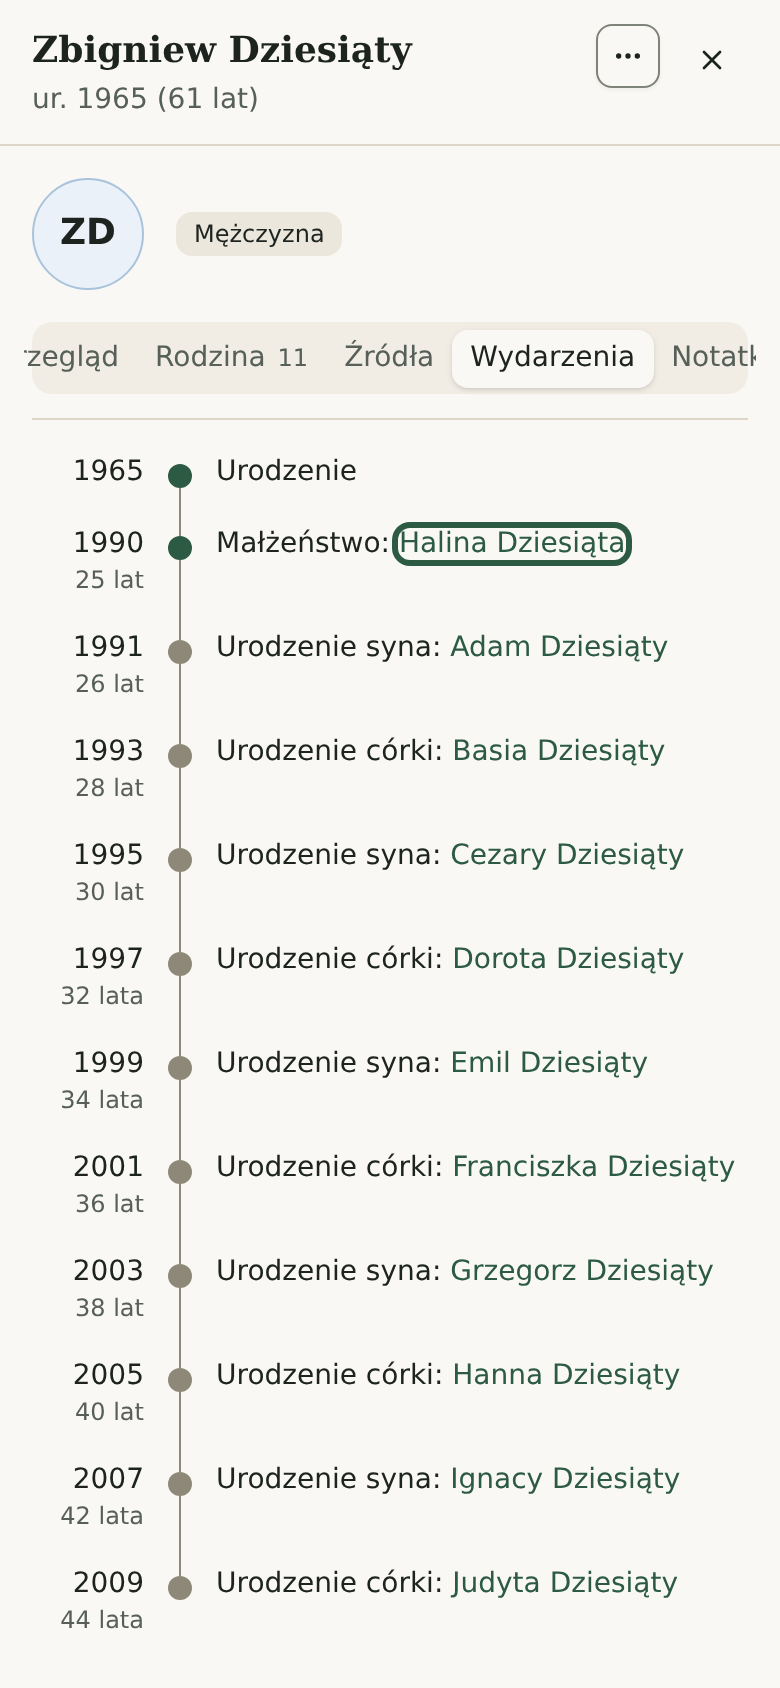 Zbigniew Dziesiąty
ur. 1965 (61 lat)
ZD
Mężczyzna
rzegląd Rodzina 11 Źródła Wydarzenia Notatk
1965 Urodzenie
1990 Małżeństwo: Halina Dziesiąta
25 lat
1991 Urodzenie syna: Adam Dziesiąty
26 lat
1993 Urodzenie córki: Basia Dziesiąty
28 lat
1995 Urodzenie syna: Cezary Dziesiąty
30 lat
1997 Urodzenie córki: Dorota Dziesiąty
32 lata
1999 Urodzenie syna: Emil Dziesiąty
34 lata
2001 Urodzenie córki: Franciszka Dziesiąty
36 lat
2003 Urodzenie syna: Grzegorz Dziesiąty
38 lat
2005 Urodzenie córki: Hanna Dziesiąty
40 lat
2007 Urodzenie syna: Ignacy Dziesiąty
42 lata
2009 Urodzenie córki: Judyta Dziesiąty
44 lata